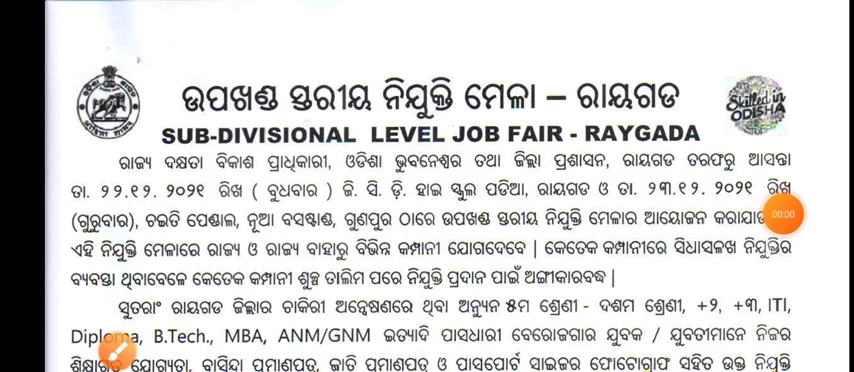 ଉପଖଣ୍ଡ ସ୍ତରୀୟ ନିଯୁକ୍ତି ମେଳା – ରାୟଗଡ
Skilled in
ODISHA
SUB-DIVISIONAL LEVEL JOB FAIR - RAYGADA
ରାଜ୍ୟ ଦକ୍ଷତା ବିକାଶ ପ୍ରାଧିକାରୀ, ଓଡିଶା ଭୁବନେଶ୍ୱର ତଥା ଜିଲ୍ଲା ପ୍ରଶାସନ, ରାୟଗଡ ତରଫରୁ ଆସନ୍ତା
ତା. ୨୨.୧୨. ୨୦୨୧ ରିଖ ( ବୁଧବାର ) ଜି. ସି. ଡ଼ି. ହାଇ ସ୍କୁଲ ପଡିଆ, ରାୟଗଡ ଓ ତା. ୨୩.୧୨. ୨୦୨୧ ରିଖ
(ଗୁରୁବାର), ଚଇତି ପେଣ୍ଡାଲ, ନୂଆ ବସଷ୍ଟାଣ୍ଡ, ଗୁଣପୁର ଠାରେ ଉପଖଣ୍ଡ ସ୍ତରୀୟ ନିଯୁକ୍ତି ମେଳାର ଆୟୋଜନ
00:00
ଏହି ନିଯୁକ୍ତି ମେଳାରେ ରାଜ୍ୟ ଓ ରାଜ୍ୟ ବାହାରୁ ବିଭିନ୍ନ କମ୍ପାନୀ ଯୋଗଦେବେ | କେତେକ କମ୍ପାନୀରେ ସିଧାସଳଖ ନିଯୁକ୍ତିର
ବ୍ୟବସ୍ଥା ଥିବାବେଳେ କେତେକ କମ୍ପାନୀ ଶୁଳ୍କ ତାଲିମ ପରେ ନିଯୁକ୍ତି ପ୍ରଦାନ ପାଇଁ ଅଙ୍ଗୀକାରବଦ୍ଧ |
ସୁତରାଂ ରାୟଗଡ ଜିଲ୍ଲାର ଚାକିରୀ ଅନ୍ୱେଷଣରେ ଥିବା ଅନ୍ୟୁନ ୫ମ ଶ୍ରେଣୀ - ଦଶମ ଶ୍ରେଣୀ, +୨, +୩, ITI,
Diploma, B.Tech., MBA, ANM/GNM ଇତ୍ୟାଦି ପାସଧାରୀ ବେରୋଜଗାର ଯୁବକ / ଯୁବତୀମାନେ ନିଜର
ଯୋଗ୍ୟତା, ବାସିନ୍ଦା ପ୍ରମାଣପତ୍ର, ଜାତି ପ୍ରମାଣପତ୍ର ଓ ପାସପୋର୍ଟ ସାଇଜର ଫୋଟୋଗ୍ରାଫ ସହିତ ଉକ୍ତ ନିଯୁକ୍ତି